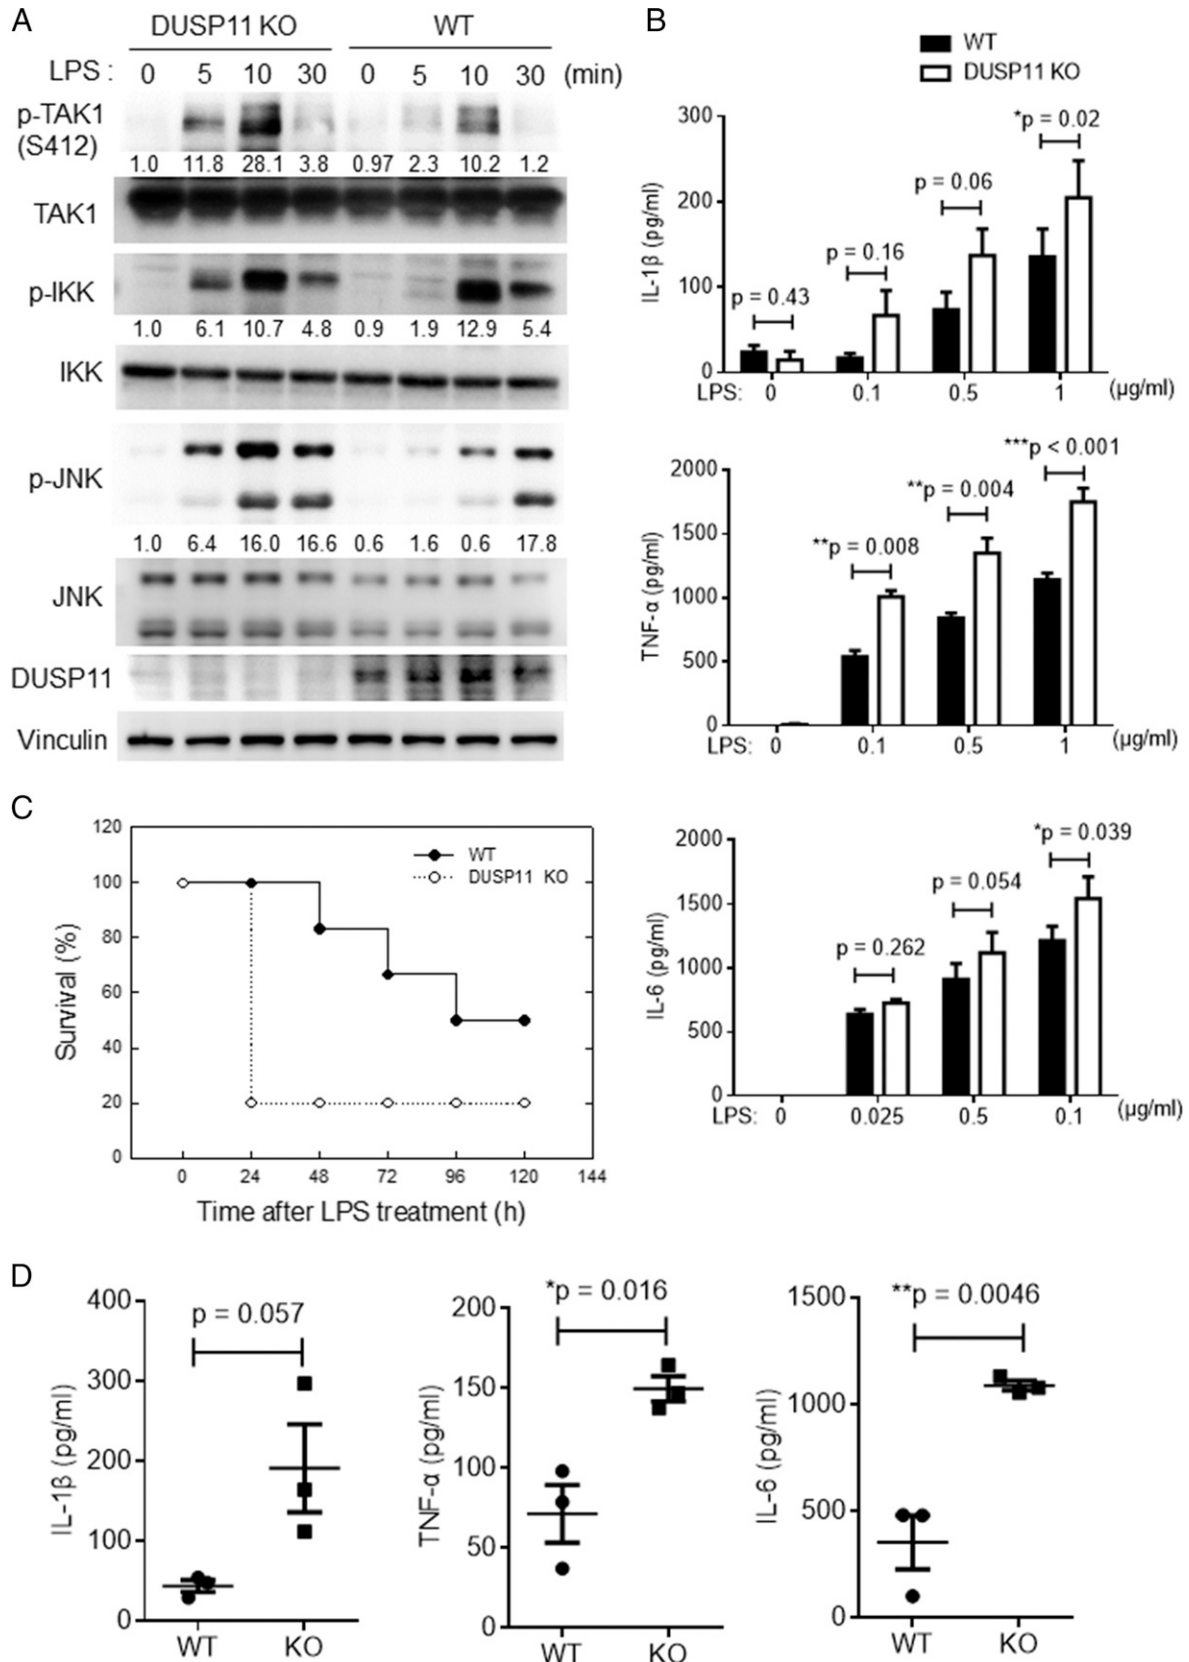 A
DUSP11 KO WT
LPS : 0 5 10 30 0 5 10 30 (min)
p-TAK1
(S412)
1.0 11.8 28.1 3.8 0.97 2.3 10.2 1.2
TAK1
p-IKK
1.0 6.1 10.7 4.8 0.9 1.9 12.9 5.4
IKK
p-JNK
1.0 6.4 16.0 16.6 0.6 1.6 0.6 17.8
JNK
DUSP11
Vinculin
B
WT
DUSP11 KO
IL-1β (pg/ml)
300
200
100
0
p = 0.43
p = 0.16
p = 0.06
*p = 0.02
LPS: 0 0.1 0.5 1 (μg/ml)
TNF-α (pg/ml)
2000
1500
1000
500
0
**p = 0.008
**p = 0.004
***p < 0.001
LPS: 0 0.1 0.5 1 (μg/ml)
IL-6 (pg/ml)
2000
1500
1000
500
0
p = 0.262
p = 0.054
*p = 0.039
LPS: 0 0.025 0.5 0.1 (μg/ml)
C
Survival (%)
120
100
80
60
40
20
0
WT
DUSP11 KO
0 24 48 72 96 120 144
Time after LPS treatment (h)
D
IL-1β (pg/ml)
400
300
200
100
0
p = 0.057
WT KO
TNF-α (pg/ml)
200
150
100
50
0
*p = 0.016
WT KO
IL-6 (pg/ml)
1500
1000
500
0
**p = 0.0046
WT KO